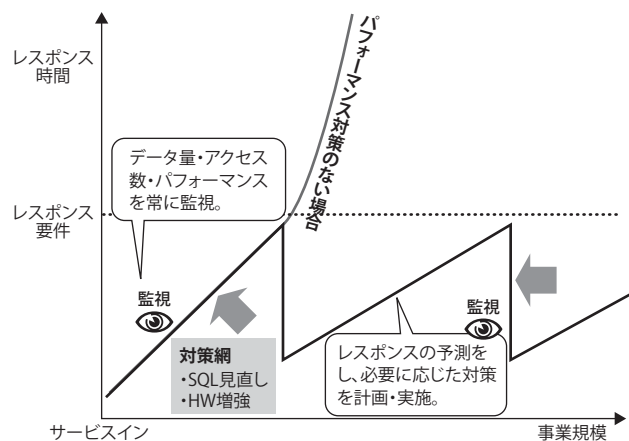 レスポンス
時間
パフォーマンス対策のない場合
データ量・アクセス
数・パフォーマンス
を常に監視。
レスポンス
要件
監視
監視
対策網
・SQL見直し
・HW増強
レスポンスの予測を
し、必要に応じた対策
を計画・実施。
サービスイン
事業規模